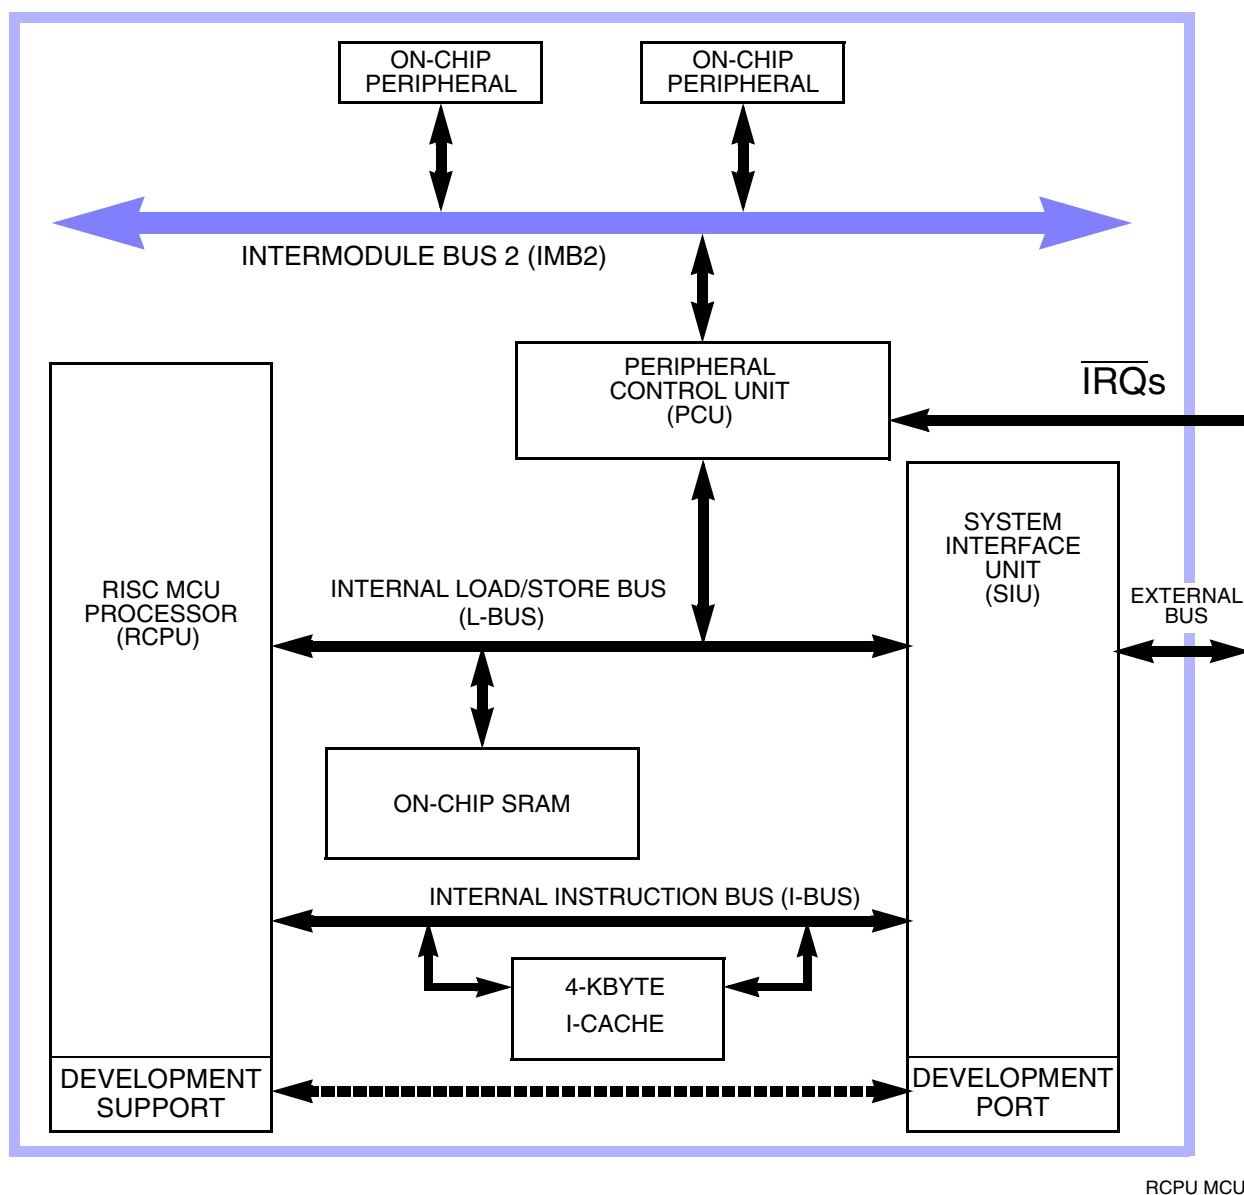 ON-CHIP
PERIPHERAL
ON-CHIP
PERIPHERAL
INTERMODULE BUS 2 (IMB2)
PERIPHERAL
CONTROL UNIT
(PCU)
IRQs
SYSTEM
INTERFACE
UNIT
(SIU)
RISC MCU
PROCESSOR
(RCPU)
INTERNAL LOAD/STORE BUS
(L-BUS)
EXTERNAL
BUS
ON-CHIP SRAM
INTERNAL INSTRUCTION BUS (I-BUS)
4-KBYTE
I-CACHE
DEVELOPMENT
SUPPORT
DEVELOPMENT
PORT
RCPU MCU